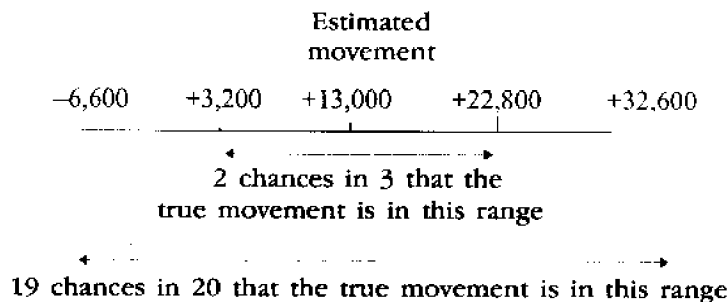 Estimated
movement
–6,600 +3,200 +13,000 +22,800 +32,600
2 chances in 3 that the
true movement is in this range
19 chances in 20 that the true movement is in this range